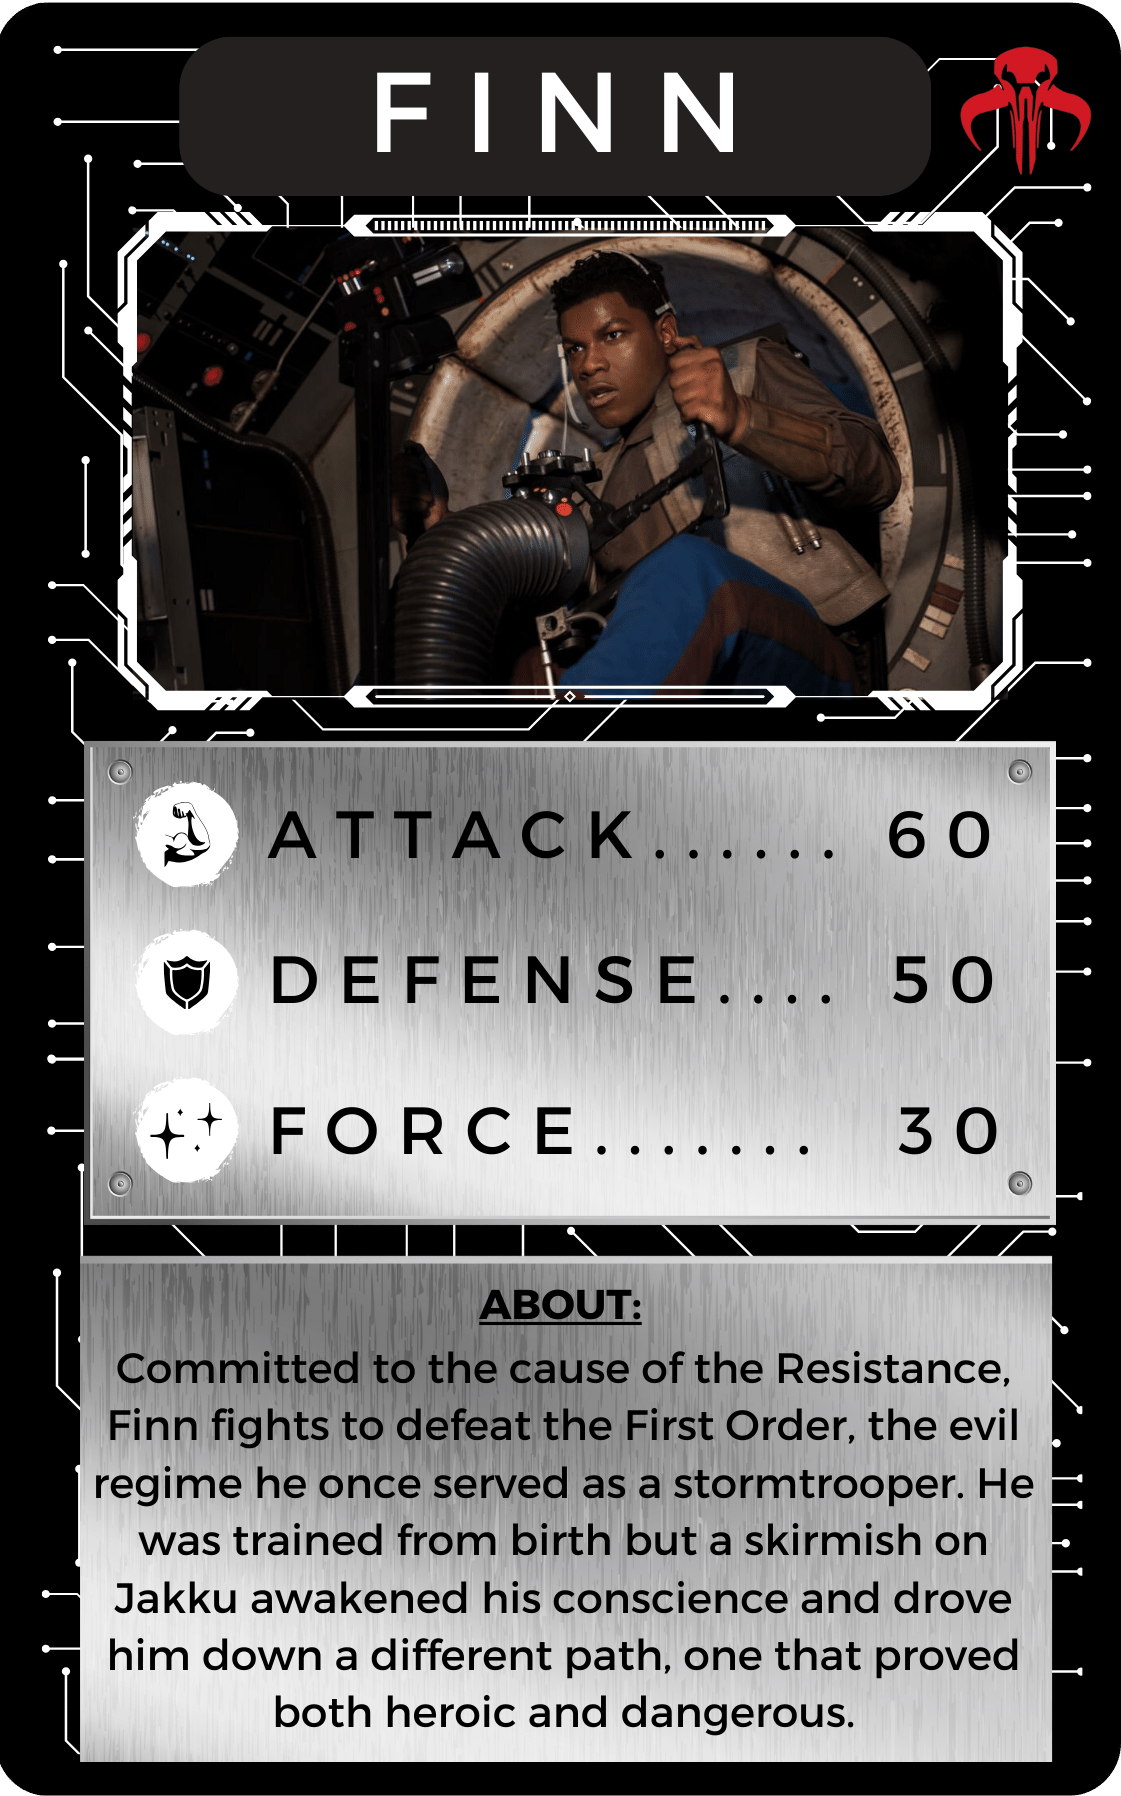 FINN
ATTACK...... 60
DEFENSE.... 50
FORCE....... 30
ABOUT:
Committed to the cause of the Resistance,
Finn fights to defeat the First Order, the evil
regime he once served as a stormtrooper. He
was trained from birth but a skirmish on
Jakku awakened his conscience and drove
him down a different path, one that proved
both heroic and dangerous.